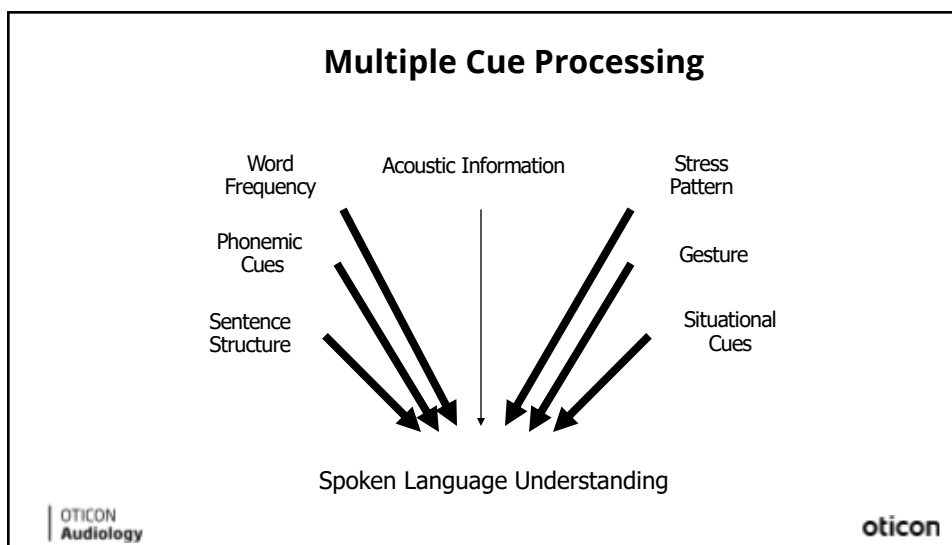 Multiple Cue Processing
Word
Frequency
Acoustic Information
Stress
Pattern
Phonemic
Cues
Gesture
Sentence
Structure
Situational
Cues
Spoken Language Understanding
OTICON
Audiology
oticon